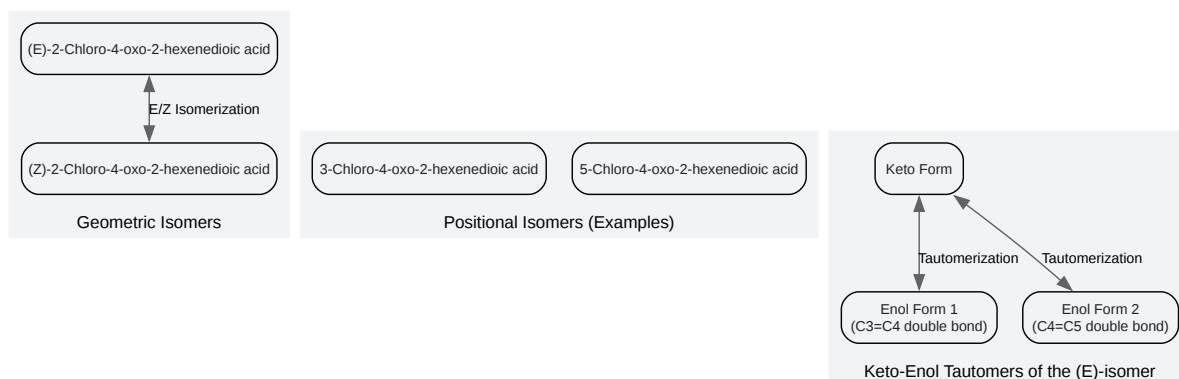 (E)-2-Chloro-4-oxo-2-hexenedioic acid
E/Z Isomerization
(Z)-2-Chloro-4-oxo-2-hexenedioic acid
Geometric Isomers
3-Chloro-4-oxo-2-hexenedioic acid
5-Chloro-4-oxo-2-hexenedioic acid
Positional Isomers (Examples)
Keto Form
Tautomerization
Tautomerization
Enol Form 1
(C3=C4 double bond)
Enol Form 2
(C4=C5 double bond)
Keto-Enol Tautomers of the (E)-isomer